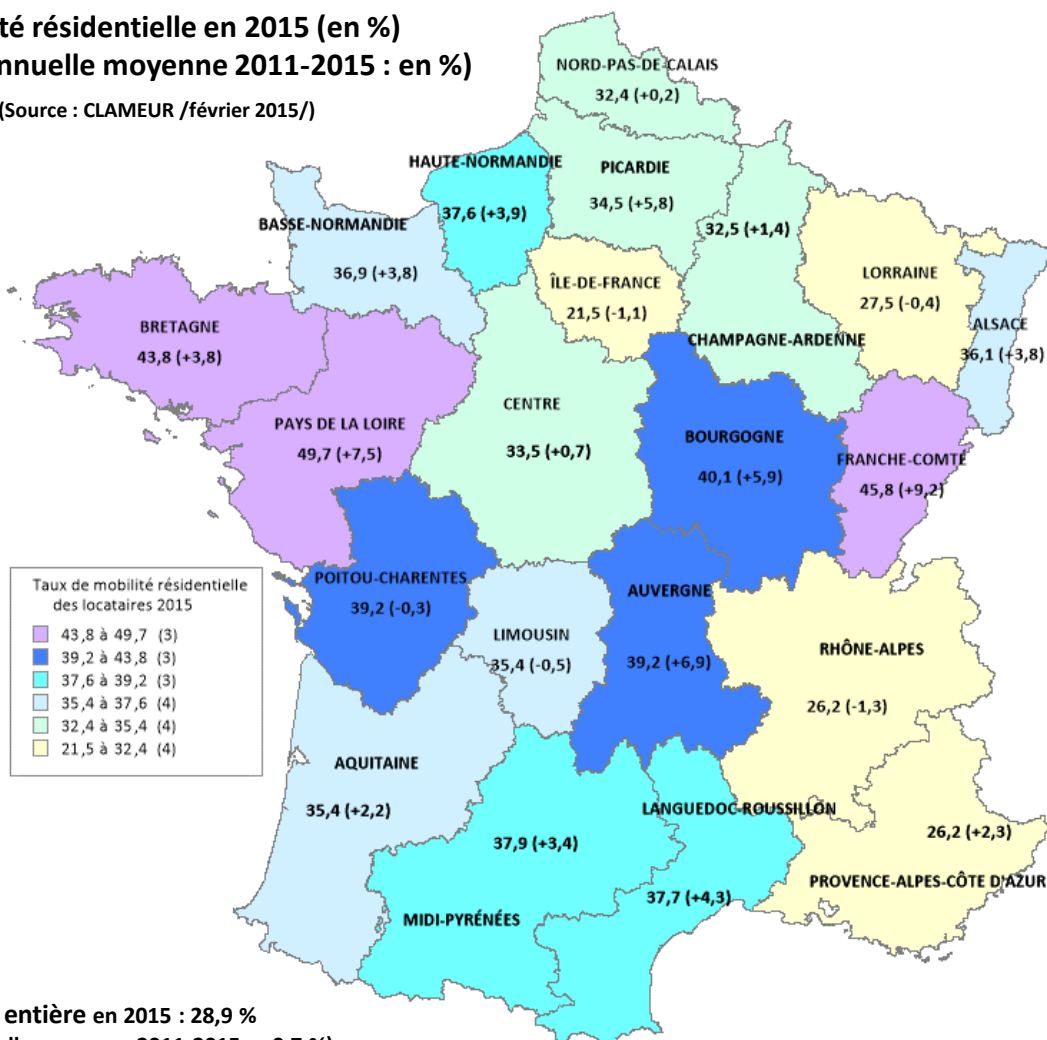 té résidentielle en 2015 (en %)
nnuelle moyenne 2011-2015 : en %)
(Source : CLAMEUR /février 2015/)
NORD-PAS-DE-CALAIS
32,4 (+0,2)
HAUTE-NORMANDIE
37,6 (+3,9)
PICARDIE
34,5 (+5,8)
BASSE-NORMANDIE
36,9 (+3,8)
32,5 (+1,4)
CHAMPAGNE-ARDENNE
ÎLE-DE-FRANCE
21,5 (-1,1)
LORRAINE
27,5 (-0,4)
ALSACE
36,1 (+3,8)
BRETAGNE
43,8 (+3,8)
PAYS DE LA LOIRE
49,7 (+7,5)
CENTRE
33,5 (+0,7)
BOURGOGNE
40,1 (+5,9)
FRANCHE-COMTÉ
45,8 (+9,2)
POITOU-CHARENTES
39,2 (-0,3)
LIMOUSIN
35,4 (-0,5)
AUVERGNE
39,2 (+6,9)
RHÔNE-ALPES
26,2 (-1,3)
Taux de mobilité résidentielle
des locataires 2015
43,8 à 49,7 (3)
39,2 à 43,8 (3)
37,6 à 39,2 (3)
35,4 à 37,6 (4)
32,4 à 35,4 (4)
21,5 à 32,4 (4)
AQUITAINE
35,4 (+2,2)
37,9 (+3,4)
MIDI-PYRÉNÉES
LANGUEDOC-ROUSSILLON
37,7 (+4,3)
26,2 (+2,3)
PROVENCE-ALPES-CÔTE D'AZUR
entière en 2015 : 28,9 %
2011-2015